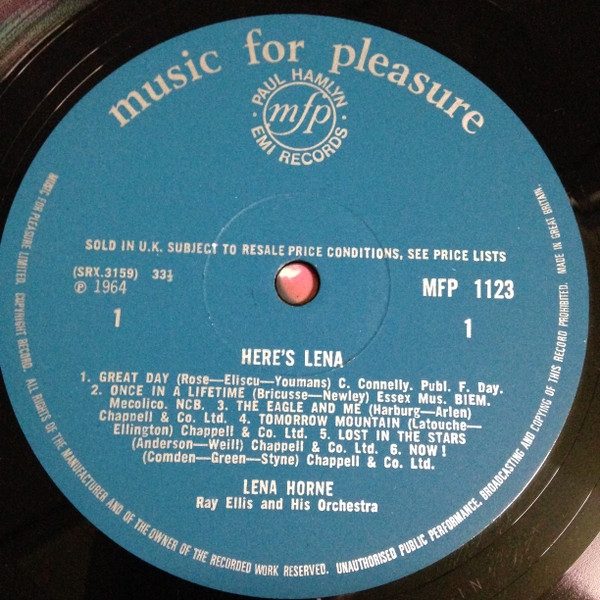 music for pleasure
PAUL HAMLYN
mfp
EMI RECORDS
SOLD IN U.K. SUBJECT TO RESALE PRICE CONDITIONS, SEE PRICE LISTS
(SRX.3159) 33⅓
℗ 1964
MFP 1123
1
1
HERE'S LENA
1. GREAT DAY (Rose—Eliscu—Youmans) C. Connelly. Publ. F. Day.
2. ONCE IN A LIFETIME (Bricusse—Newley) Essex Mus. BIEM.
Mecolico. NCB. 3. THE EAGLE AND ME (Harburg—Arlen)
Chappell & Co. Ltd. 4. TOMORROW MOUNTAIN (Latouche—
Ellington) Chappell & Co. Ltd. 5. LOST IN THE STARS
(Anderson—Weill) Chappell & Co. Ltd. 6. NOW!
(Comden—Green—Styne) Chappell & Co. Ltd.
LENA HORNE
Ray Ellis and His Orchestra
MUSIC FOR PLEASURE LIMITED. COPYRIGHT RECORD. ALL RIGHTS OF THE MANUFACTURER AND OF THE OWNER OF THE RECORDED WORK RESERVED. UNAUTHORISED PUBLIC PERFORMANCE, BROADCASTING AND COPYING OF THIS RECORD PROHIBITED. MADE IN GREAT BRITAIN.